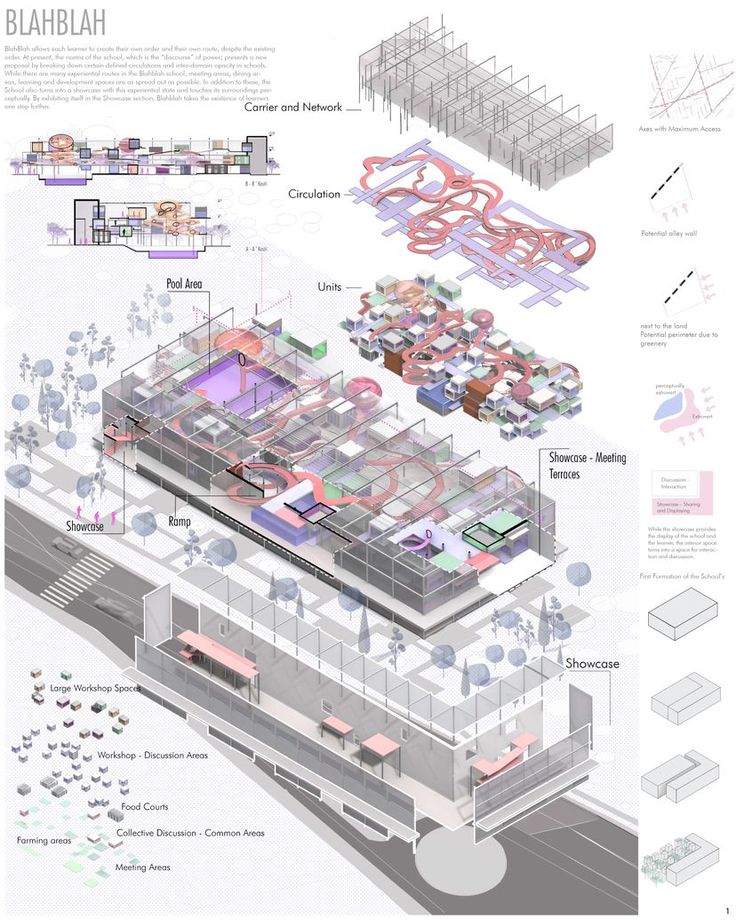 BLAHBLAH
BlahBlah allows each learner to create their own order and their own route, despite the existing
order. At present, the norms of the school, which is the "discourse" of power; presents a new
proposal by breaking down certain defined circulations and inter-domain opacity in schools.
While there are many experiential routes in the Blahblah school, meeting areas, dining ar-
eas, learning and development spaces are as spread out as possible. In addition to these, the
School also turns into a showcase with this experiential state and touches its surroundings per-
ceptually. By exhibiting itself in the Showcase section, Blahblah takes the existence of learners
one step further.
Carrier and Network
Axes with Maximum Access
B - B' Kesiti
Circulation
Potential alley wall
A - A' Kesiti
Pool Area
Units
next to the land
Potential perimeter due to
greenery
perceptually
extrovert
Extrovert
Showcase - Meeting
Terraces
Discussion -
Interaction
Showcase - Sharing
and Displaying
Showcase
Ramp
While the showcase provides
the display of the school and
the learner, the interior space
turns into a space for interac-
tion and discussion.
First Formation of the School's
Showcase
Large Workshop Spaces
Workshop - Discussion Areas
Food Courts
Collective Discussion - Common Areas
Farming areas
Meeting Areas
1